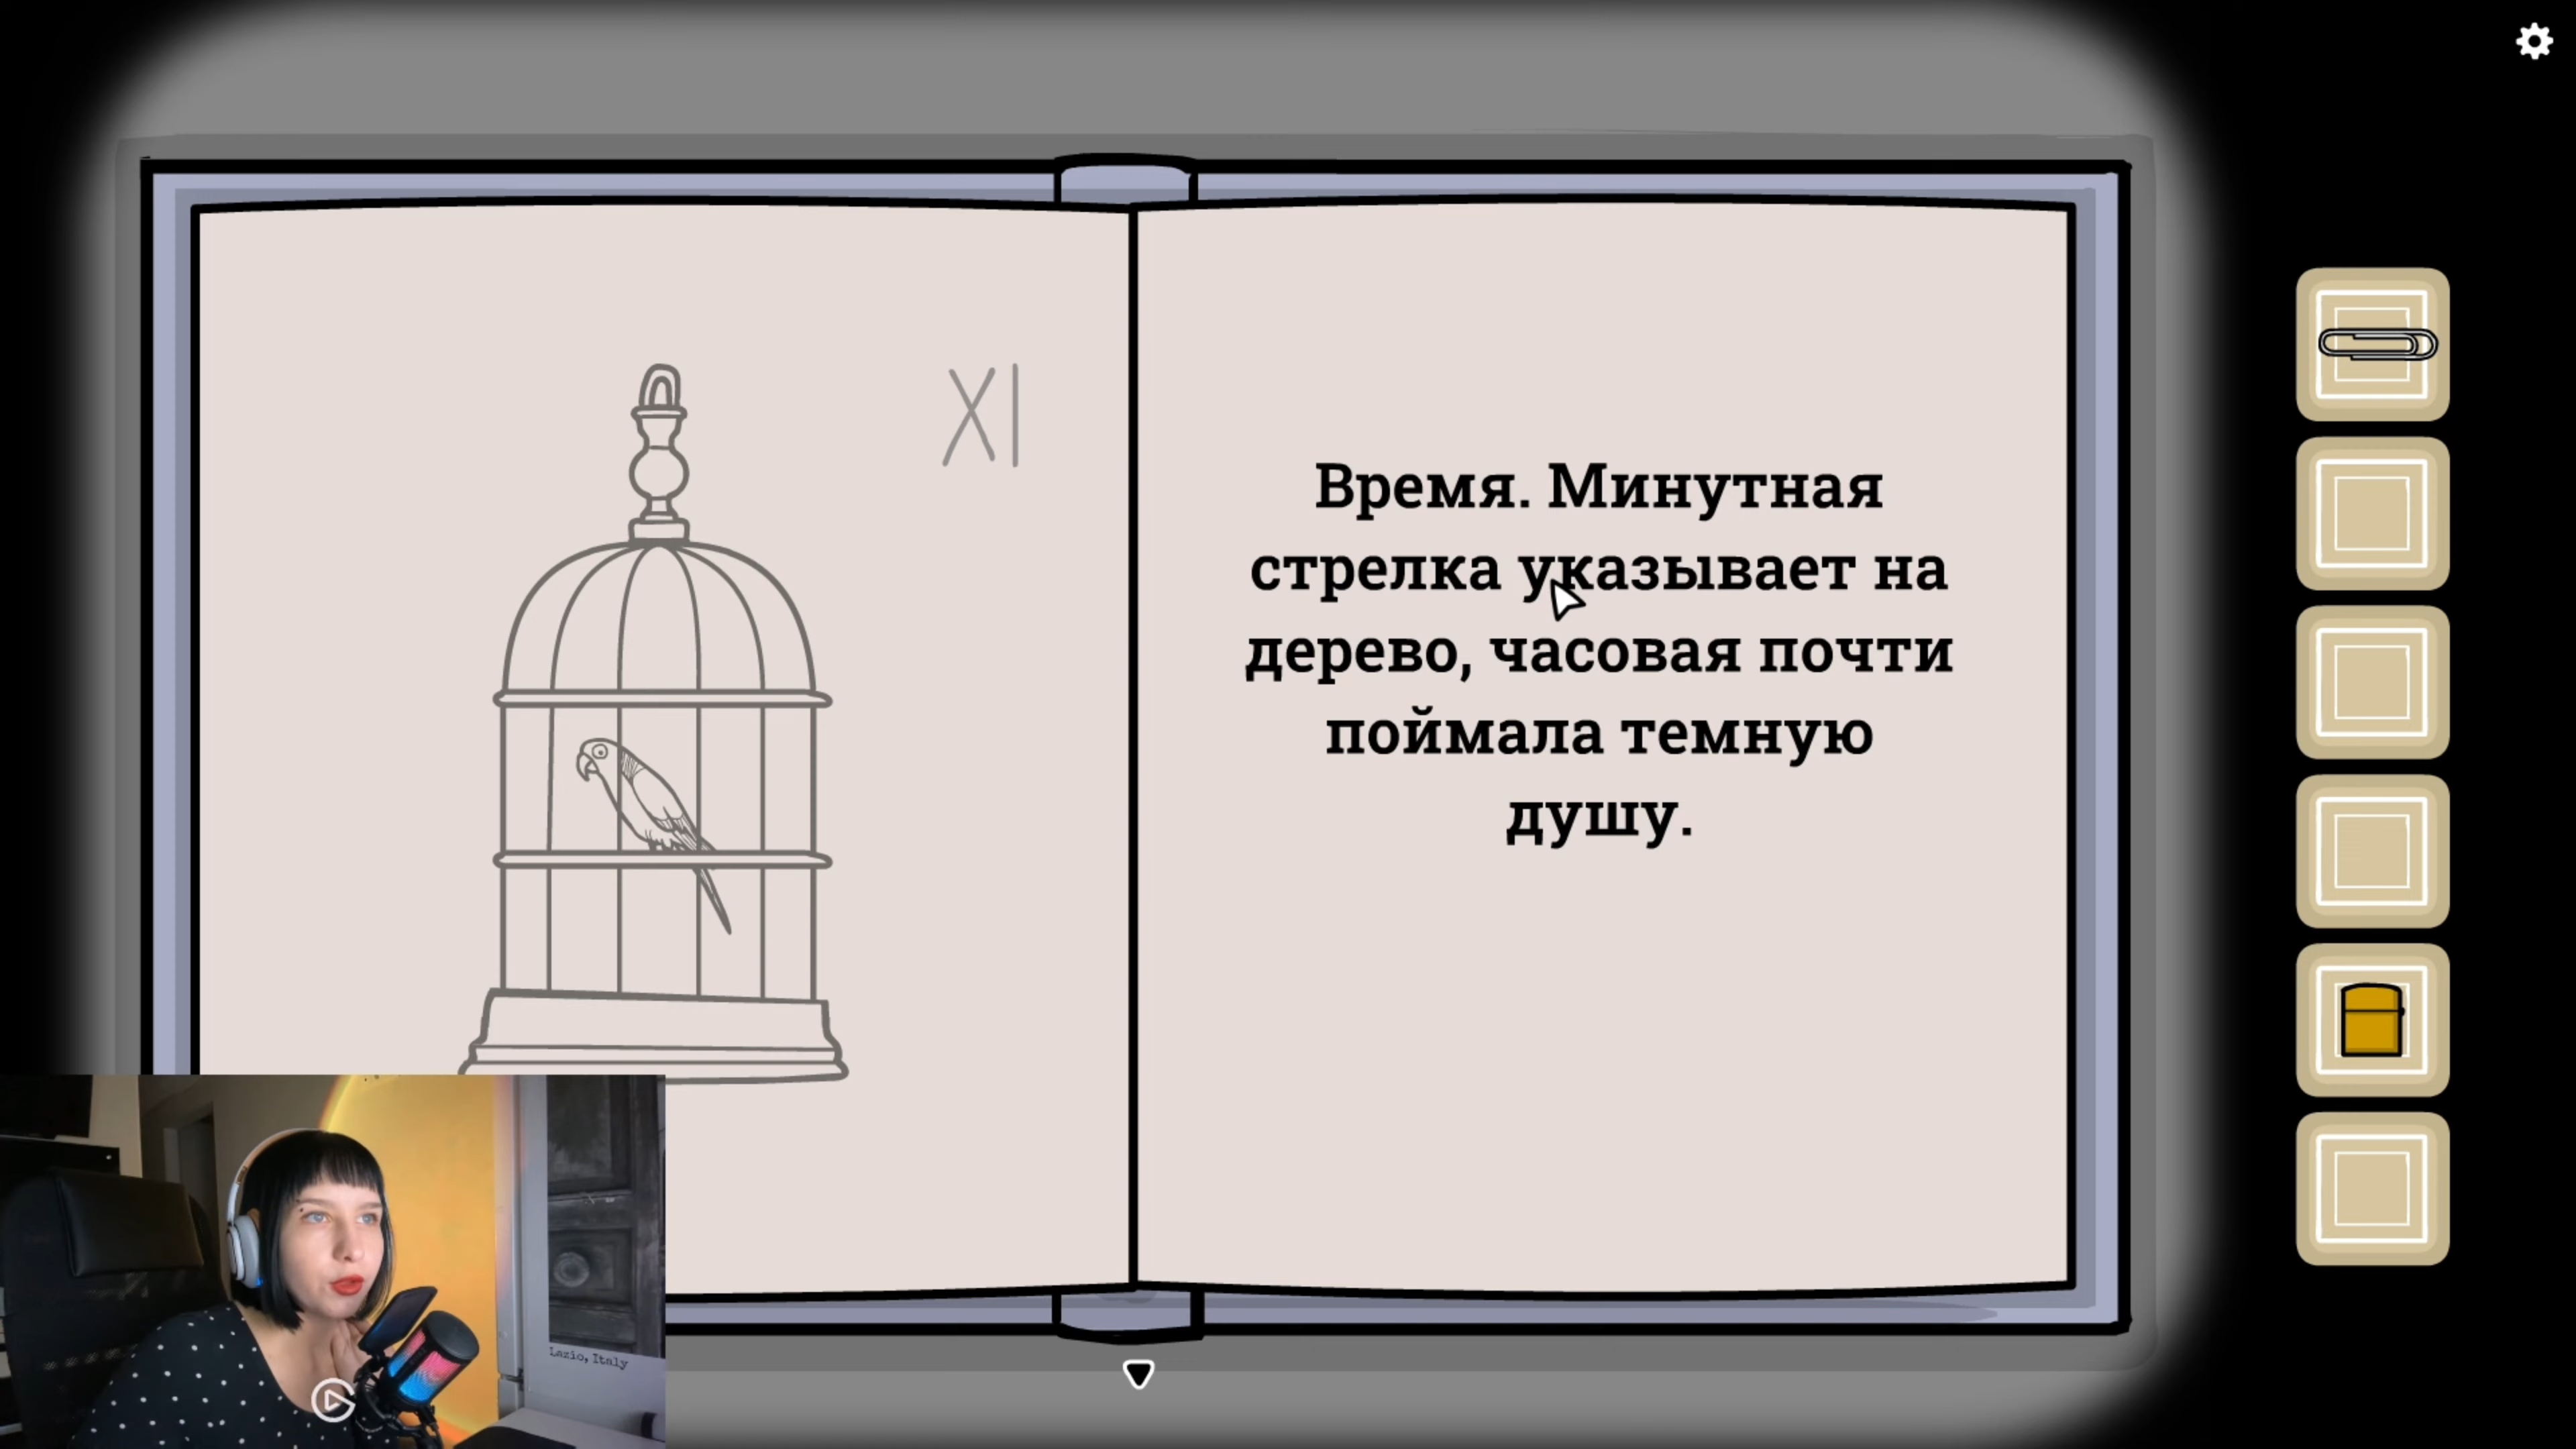 XI
Время. Минутная
стрелка указывает на
дерево, часовая почти
поймала темную
душу.
Lazio, Italy